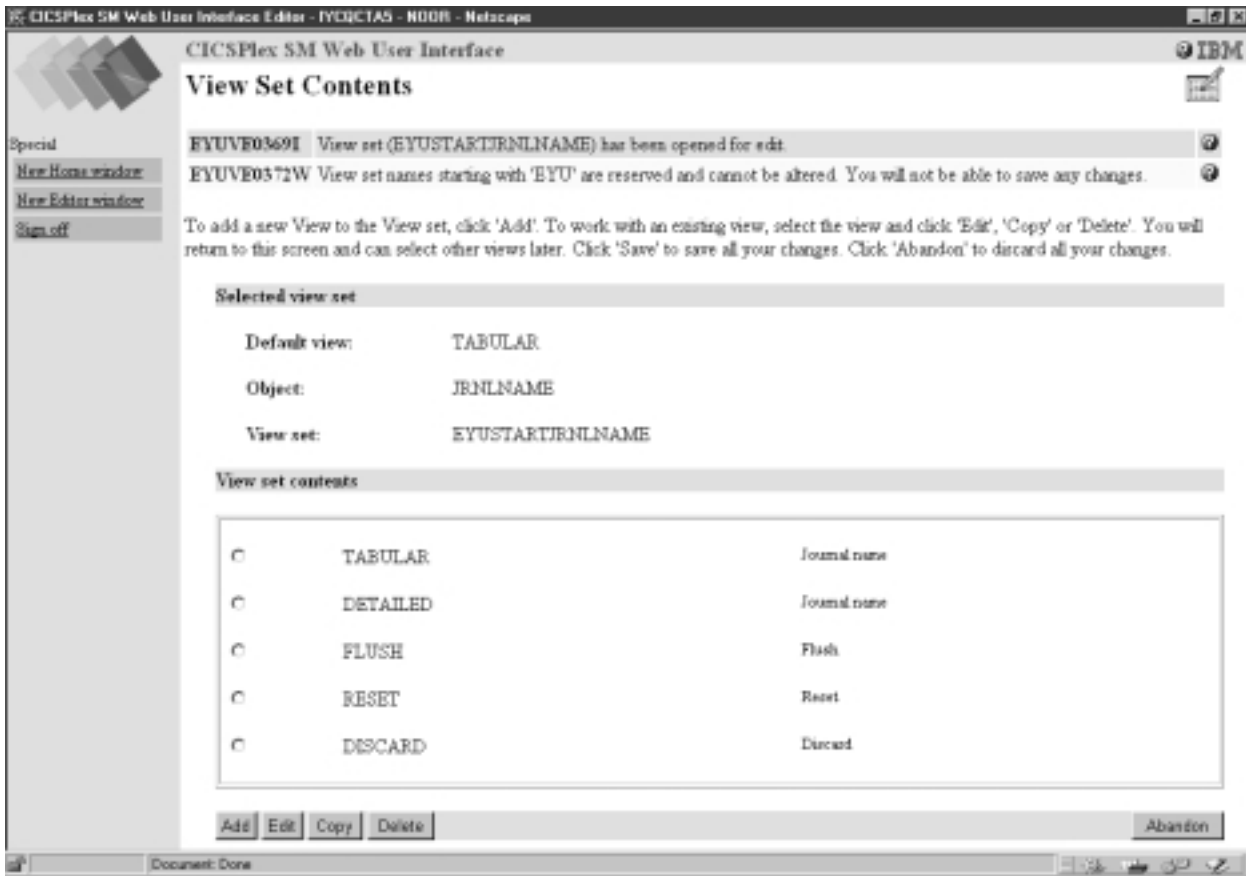 CICSPlex SM Web User Interface Editor - IYCQCTA5 - NOOR - Netscape
CICSPlex SM Web User Interface
IBM
View Set Contents
Special
New Home window
New Editor window
Sign off
EYUVE0369I View set (EYUSTARTJRNLNAME) has been opened for edit.
EYUVE0372W View set names starting with 'EYU' are reserved and cannot be altered. You will not be able to save any changes.
To add a new View to the View set, click 'Add'. To work with an existing view, select the view and click 'Edit', 'Copy' or 'Delete'. You will
return to this screen and can select other views later. Click 'Save' to save all your changes. Click 'Abandon' to discard all your changes.
Selected view set
Default view: TABULAR
Object: JRNLNAME
View set: EYUSTARTJRNLNAME
View set contents
TABULAR Journal name
DETAILED Journal name
FLUSH Flush
RESET Reset
DISCARD Discard
Add Edit Copy Delete Abandon
Document: Done